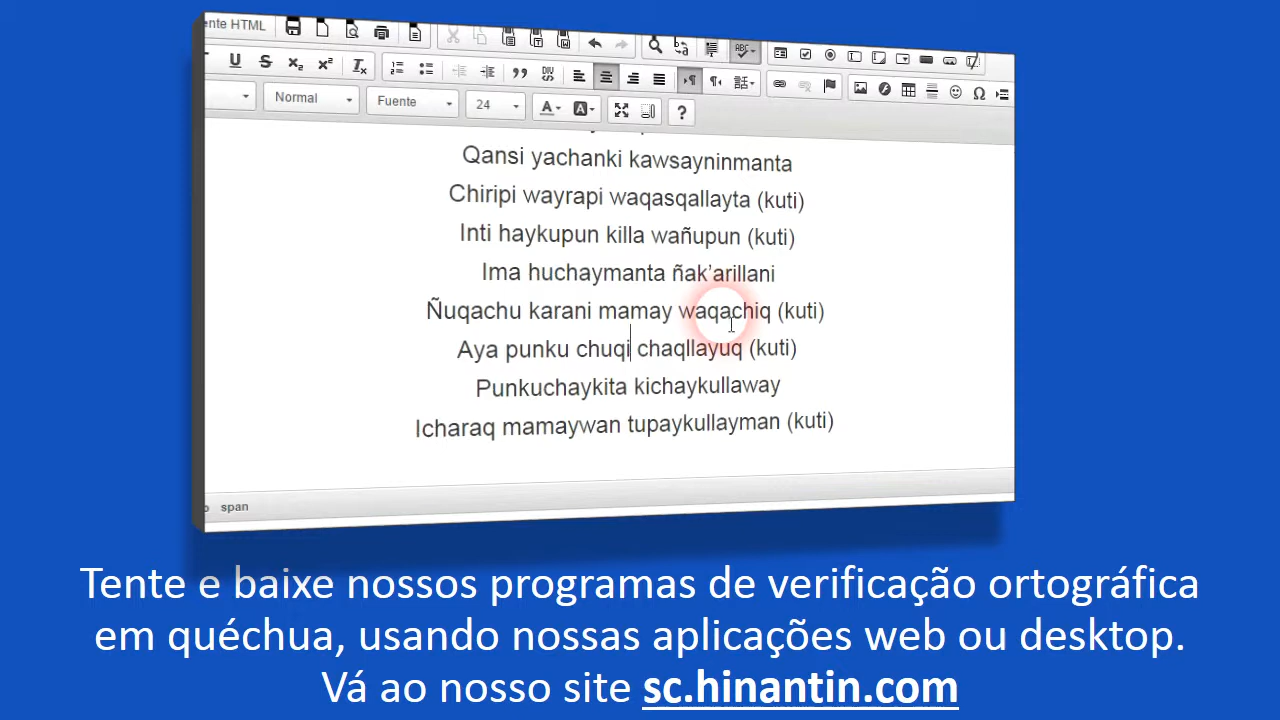 ente HTML
Normal
Fuente
24
Qansi yachanki kawsayninmanta
Chiripi wayrapi waqasqallayta (kuti)
Inti haykupun killa wañupun (kuti)
Ima huchaymanta ñak’arillani
Ñuqachu karani mamay waqachiq (kuti)
Aya punku chuqi chaqllayuq (kuti)
Punkuchaykita kichaykullaway
Icharaq mamaywan tupaykullayman (kuti)
span
Tente e baixe nossos programas de verificação ortográfica
em quéchua, usando nossas aplicações web ou desktop.
Vá ao nosso site sc.hinantin.com